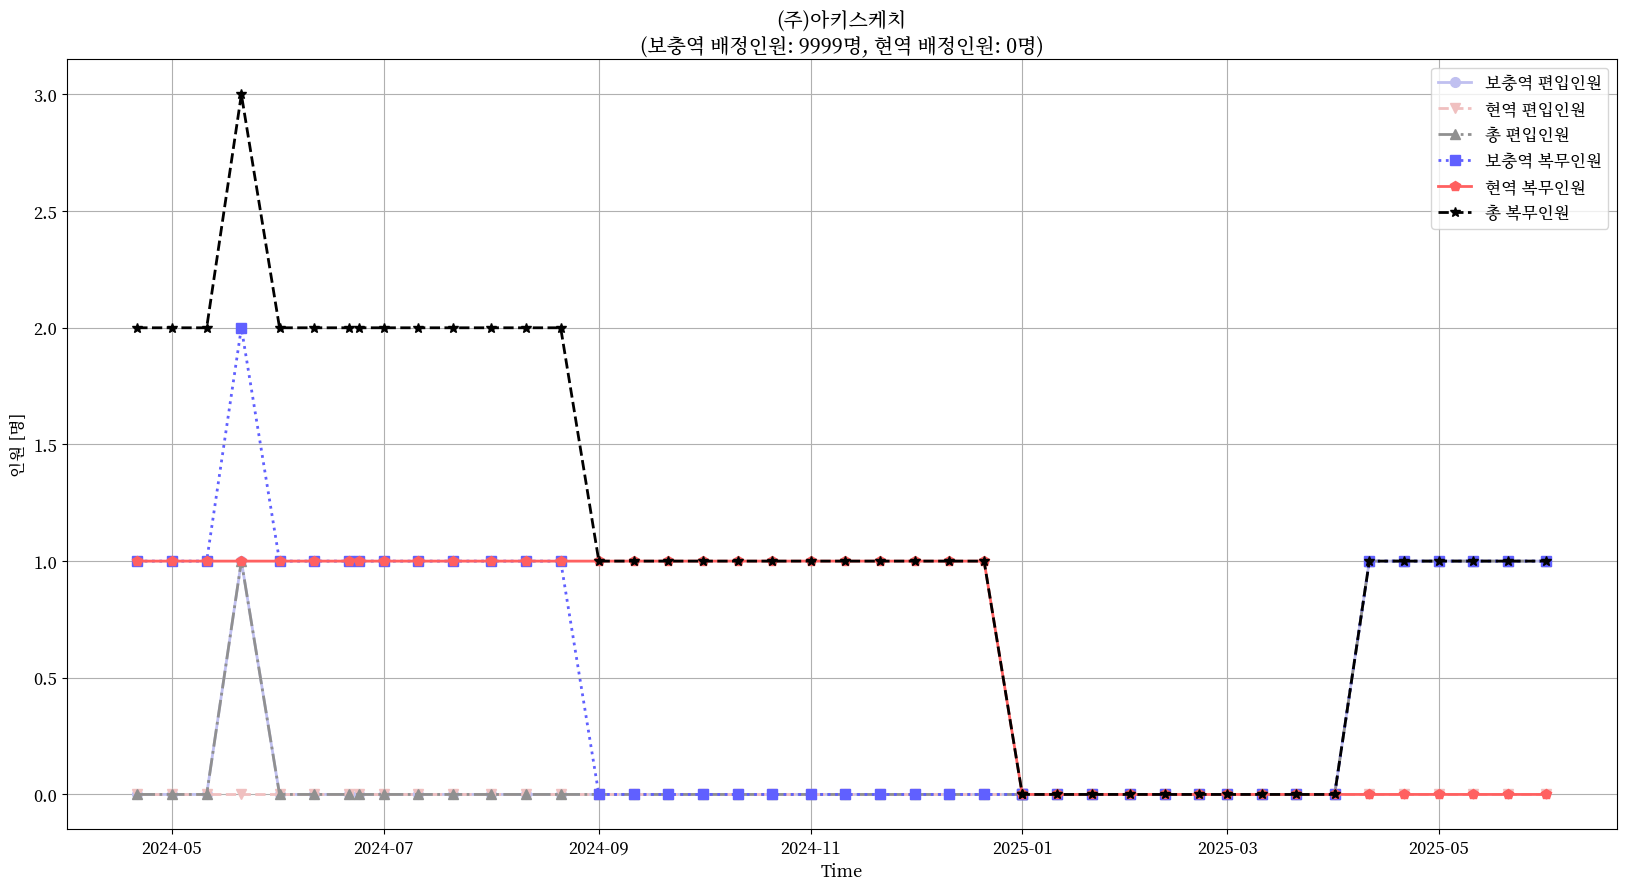 (주)아키스케치
(보충역 배정인원: 9999명, 현역 배정인원: 0명)
보충역 편입인원
현역 편입인원
총 편입인원
보충역 복무인원
현역 복무인원
총 복무인원
인원 [명]
3.0
2.5
2.0
1.5
1.0
0.5
0.0
2024-05
2024-07
2024-09
2024-11
2025-01
2025-03
2025-05
Time